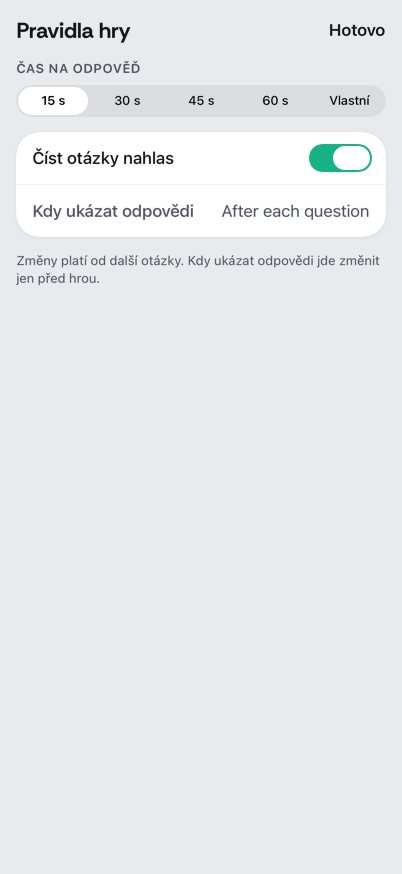 Pravidla hry
Hotovo
ČAS NA ODPOVĚĎ
15 s
30 s
45 s
60 s
Vlastní
Číst otázky nahlas
Kdy ukázat odpovědi
After each question
Změny platí od další otázky. Kdy ukázat odpovědi jde změnit
jen před hrou.